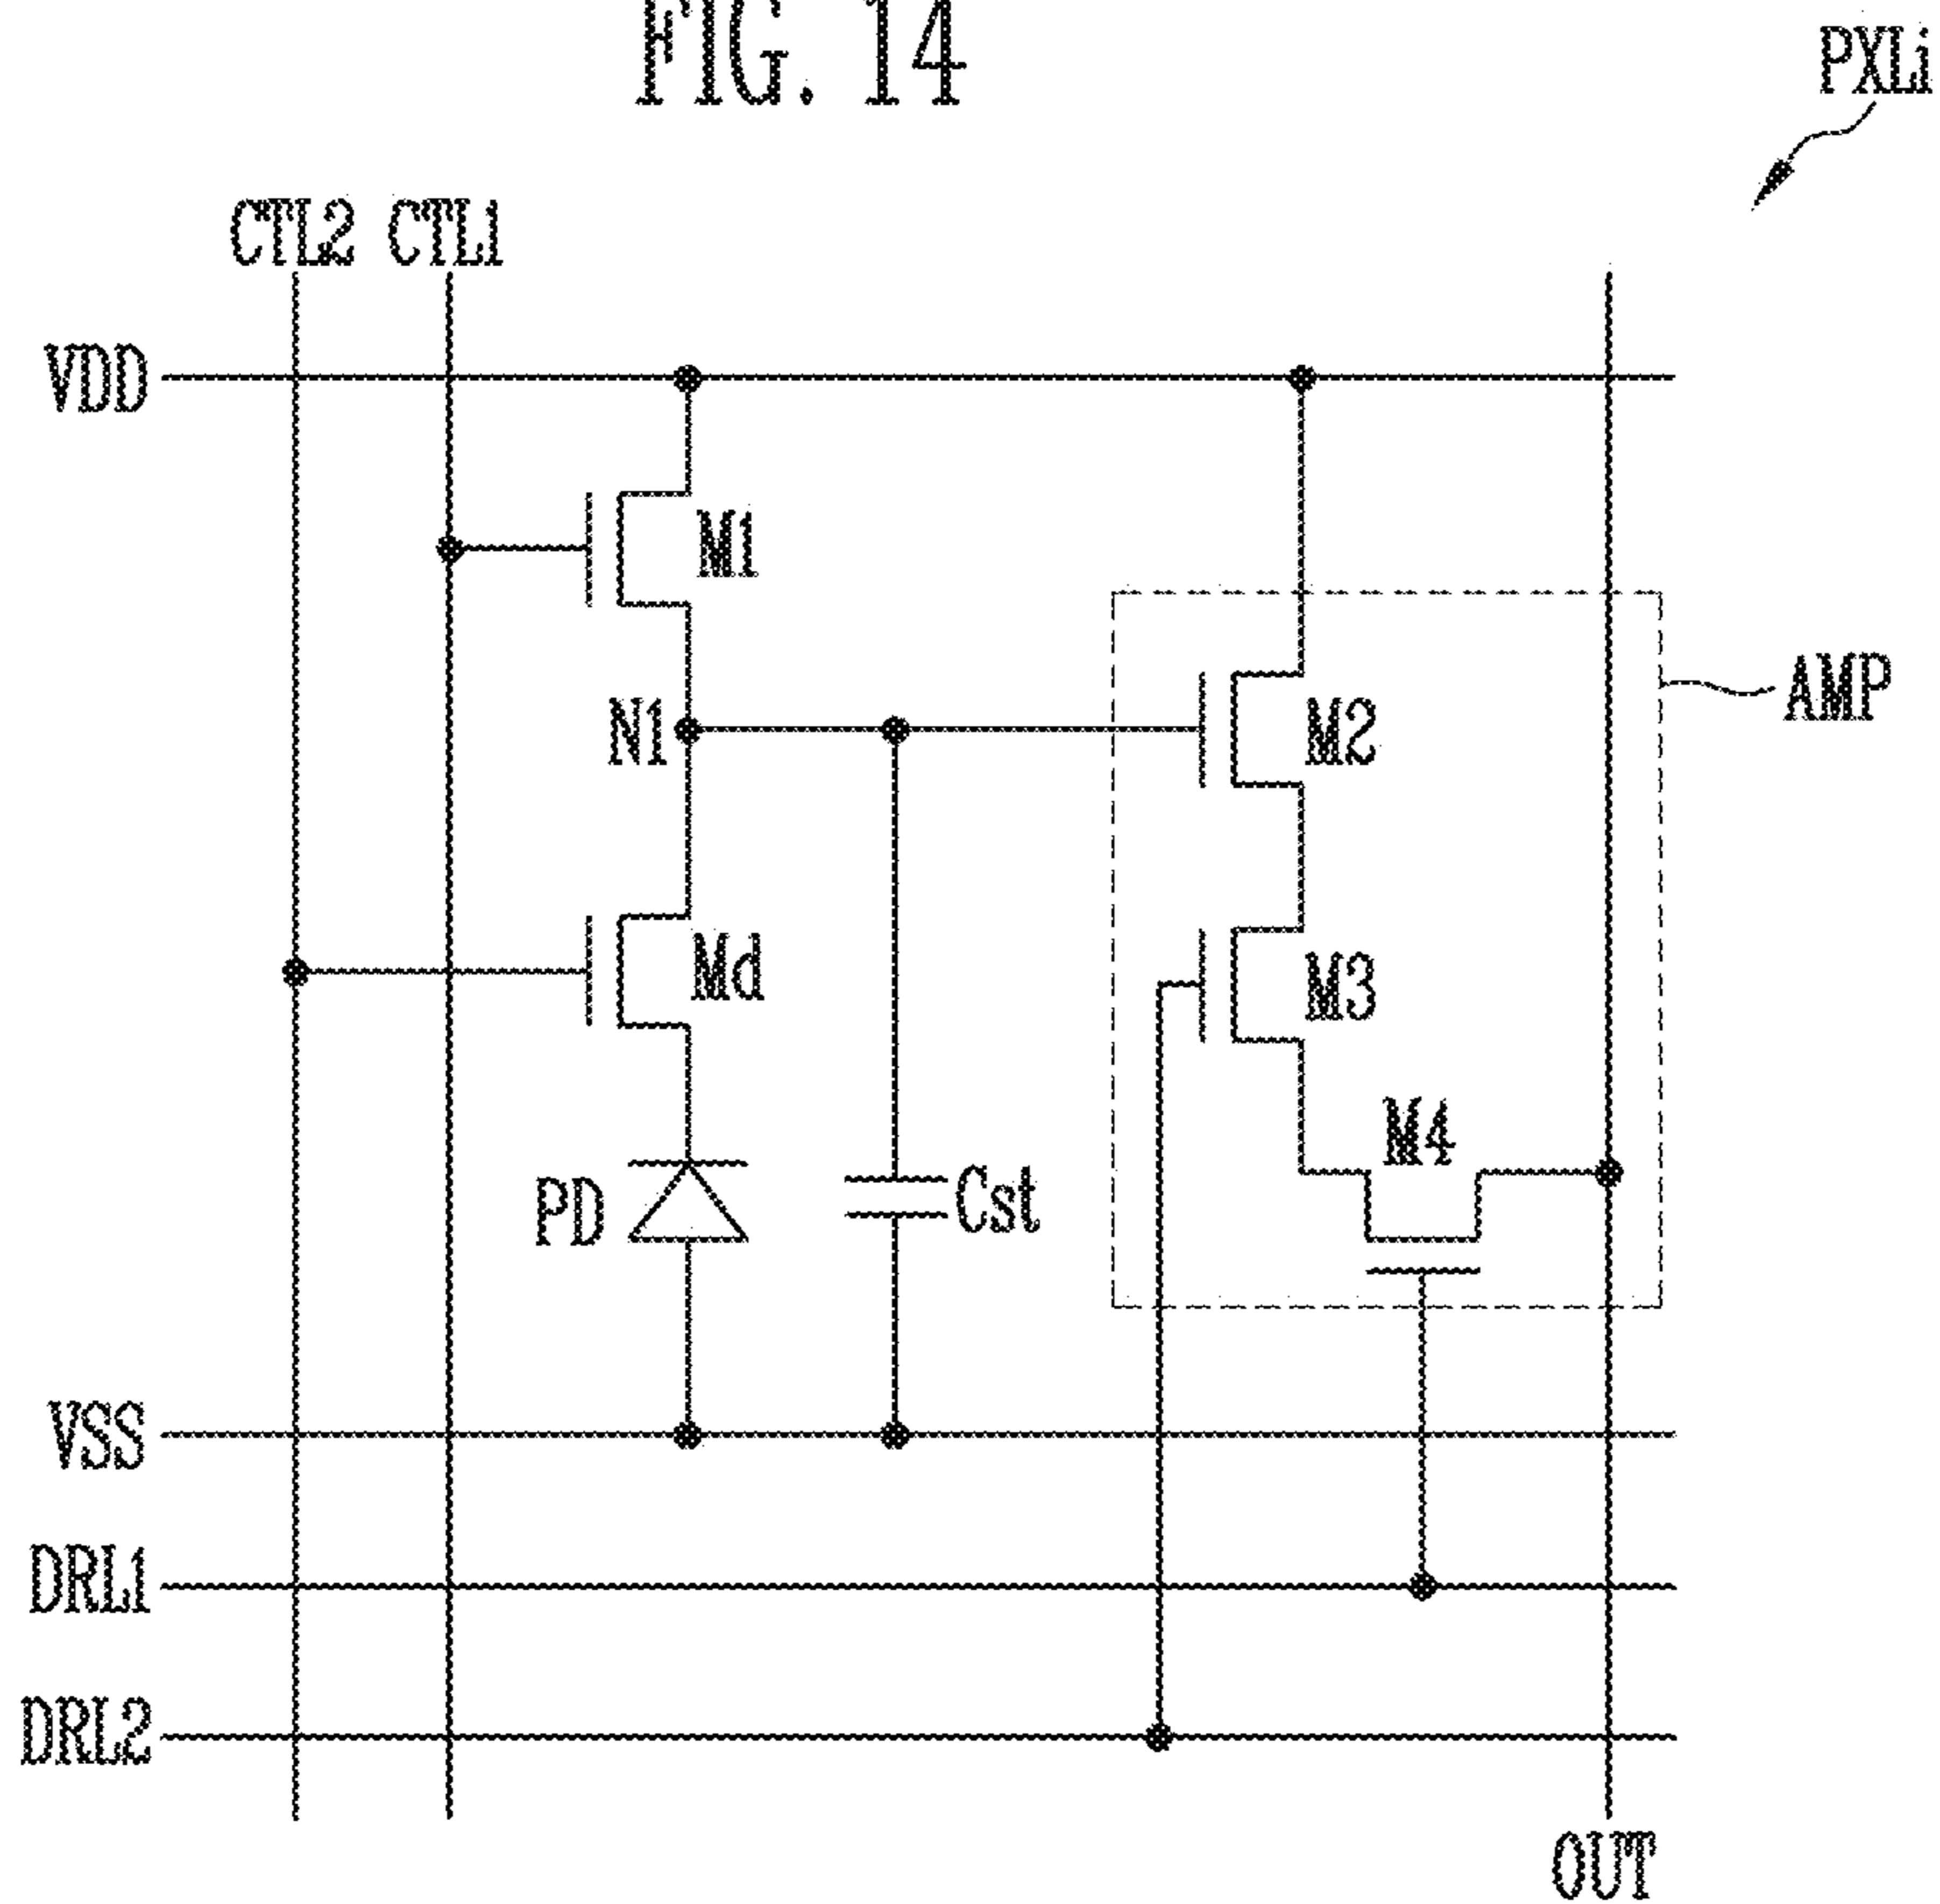 FIG. 14
PXLi
CTL2 CTL1
VDD
M1
AMP
N1
M2
Md
M3
M4
PD
Cst
VSS
DRL1
DRL2
OUT